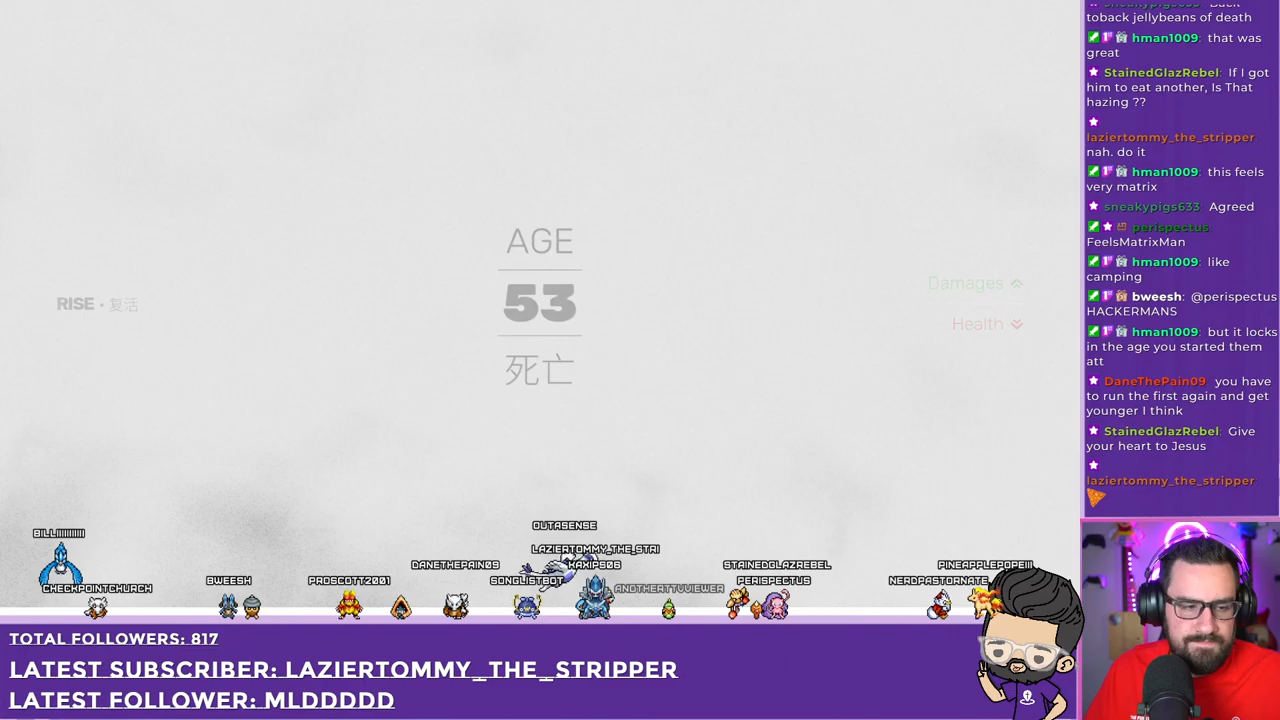 AGE
53
死亡
RISE • 复活
Damages
Health
toback jellybeans of death
hman1009: that was
great
StainedGlazRebel: If I got
him to eat another, Is That
hazing ??
laziertommy_the_stripper
nah. do it
hman1009: this feels
very matrix
sneakypigs633 Agreed
perispectus
FeelsMatrixMan
hman1009: like
camping
bweesh: @perispectus
HACKERMANS
hman1009: but it locks
in the age you started them
att
DaneThePain09 you have
to run the first again and get
younger I think
StainedGlazRebel: Give
your heart to Jesus
laziertommy_the_stripper
OUTASENSE
BILLIIIIIIIIII
LAZIERTOMMY_THE_STRI
DANETHEPAIN09
KAXIPS06
STAINEDGLAZREBEL
PINEAPPLEPOPEIII
CHECKPOINTCHURCH
BWEESH
PROSCOTT2001
SONGLISTBOT
ANOTHERTTVVIEWER
PERISPECTUS
NERDPASTORNATE
TOTAL FOLLOWERS: 817
LATEST SUBSCRIBER: LAZIERTOMMY_THE_STRIPPER
LATEST FOLLOWER: MLDDDDD